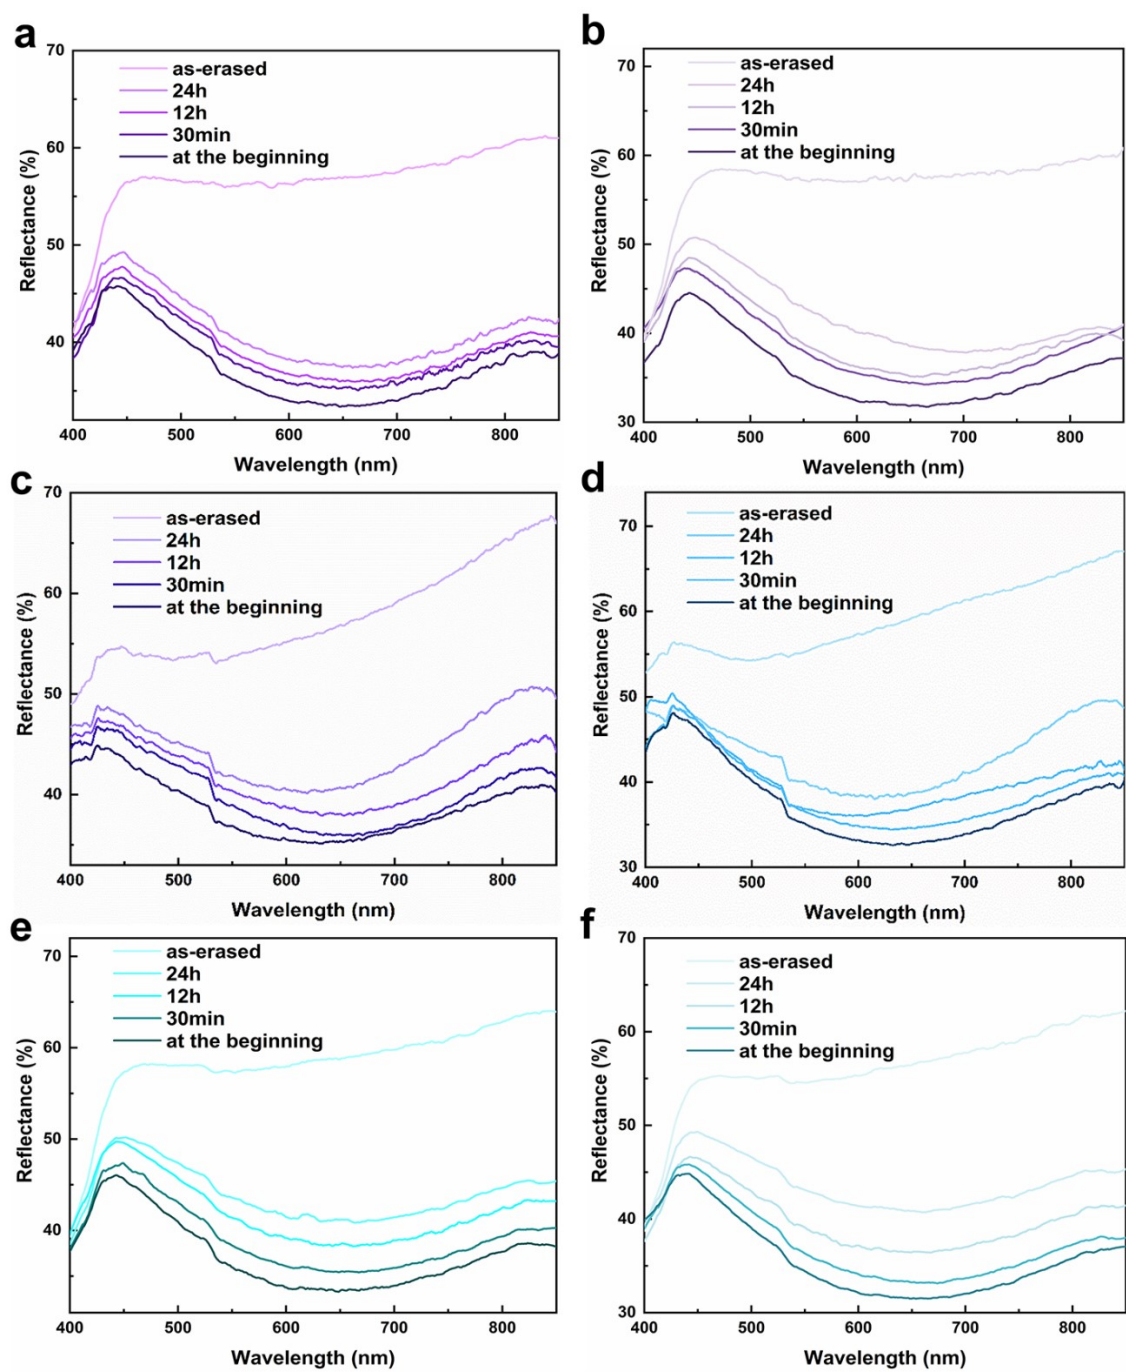 a
70
60
50
40
Reflectance (%)
as-erased
24h
12h
30min
at the beginning
400 500 600 700 800
Wavelength (nm)
b
70
60
50
40
30
Reflectance (%)
as-erased
24h
12h
30min
at the beginning
400 500 600 700 800
Wavelength (nm)
c
70
60
50
40
Reflectance (%)
as-erased
24h
12h
30min
at the beginning
400 500 600 700 800
Wavelength (nm)
d
70
60
50
40
30
Reflectance (%)
as-erased
24h
12h
30min
at the beginning
400 500 600 700 800
Wavelength (nm)
e
70
60
50
40
Reflectance (%)
as-erased
24h
12h
30min
at the beginning
400 500 600 700 800
Wavelength (nm)
f
70
60
50
40
30
Reflectance (%)
as-erased
24h
12h
30min
at the beginning
400 500 600 700 800
Wavelength (nm)